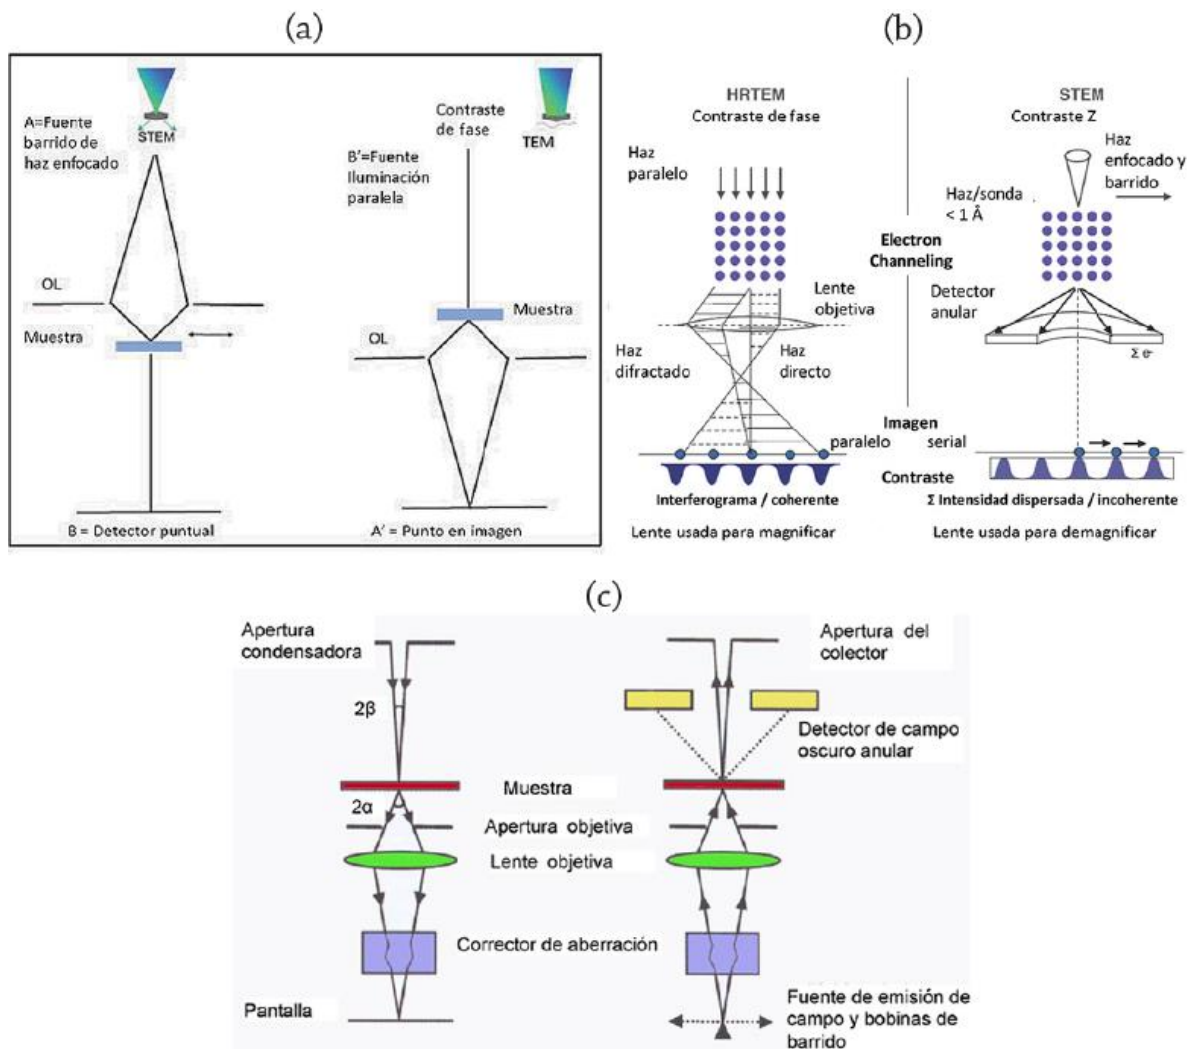 (a)
A=Fuente
barrido de
haz enfocado
STEM
OL
Muestra
B = Detector puntual
Contraste
de fase
TEM
B'=Fuente
Iluminación
paralela
Muestra
OL
A' = Punto en imagen
(b)
HRTEM
Contraste de fase
Haz
paralelo
Lente
objetiva
Haz
difractado
Haz
directo
Electron
Channeling
Imagen
paralelo
serial
Contraste
Interferograma / coherente
Lente usada para magnificar
STEM
Contraste Z
Haz
enfocado y
barrido
Haz/sonda
< 1 Å
Detector
anular
Σ e-
Σ Intensidad dispersada / incoherente
Lente usada para demagnificar
(c)
Apertura
condensadora
2β
2α
Muestra
Apertura objetiva
Lente objetiva
Corrector de aberración
Pantalla
Apertura del
colector
Detector de campo
oscuro anular
Fuente de emisión de
campo y bobinas de
barrido